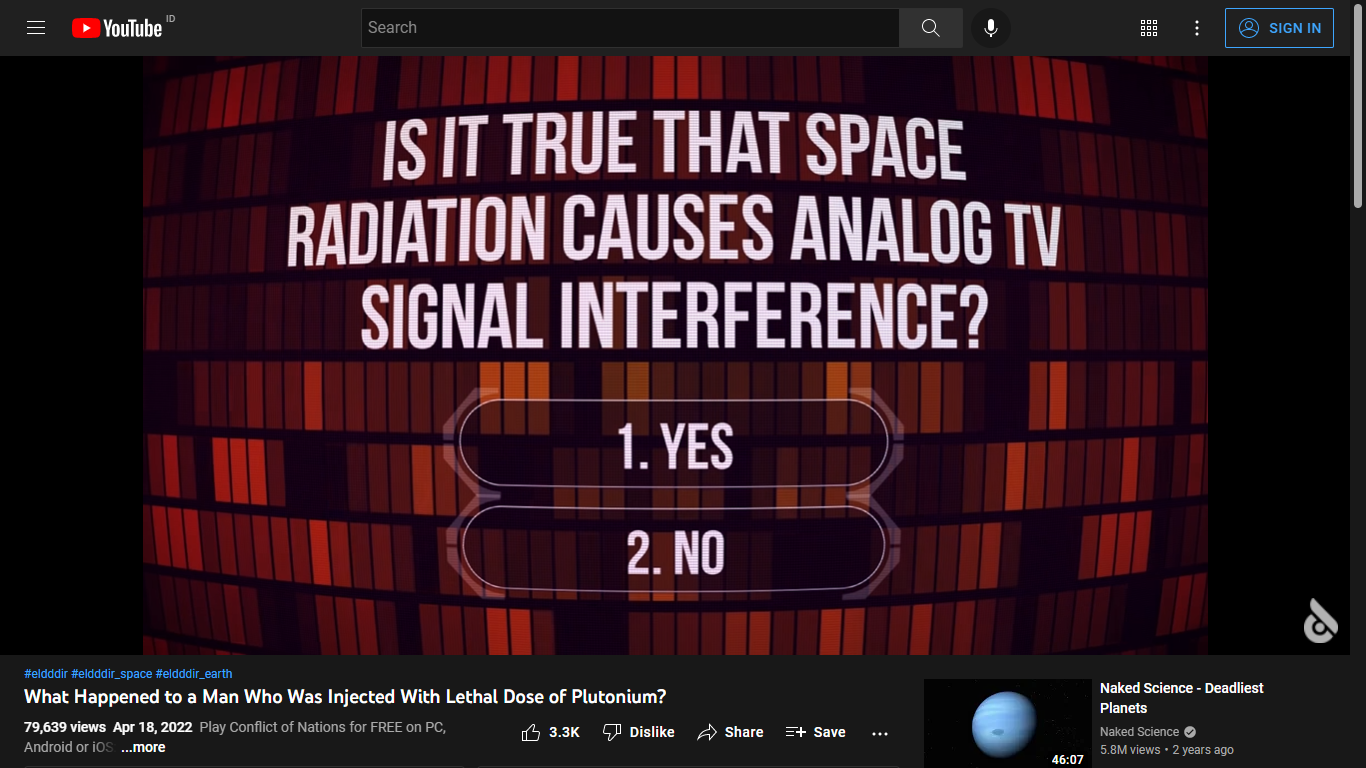 YouTube ID
Search
SIGN IN
IS IT TRUE THAT SPACE
RADIATION CAUSES ANALOG TV
SIGNAL INTERFERENCE?
1. YES
2. NO
#eldddir #eldddir_space #eldddir_earth
What Happened to a Man Who Was Injected With Lethal Dose of Plutonium?
79,639 views Apr 18, 2022 Play Conflict of Nations for FREE on PC,
Android or iOS ...more
3.3K Dislike Share Save
46:07
Naked Science - Deadliest
Planets
Naked Science
5.8M views • 2 years ago